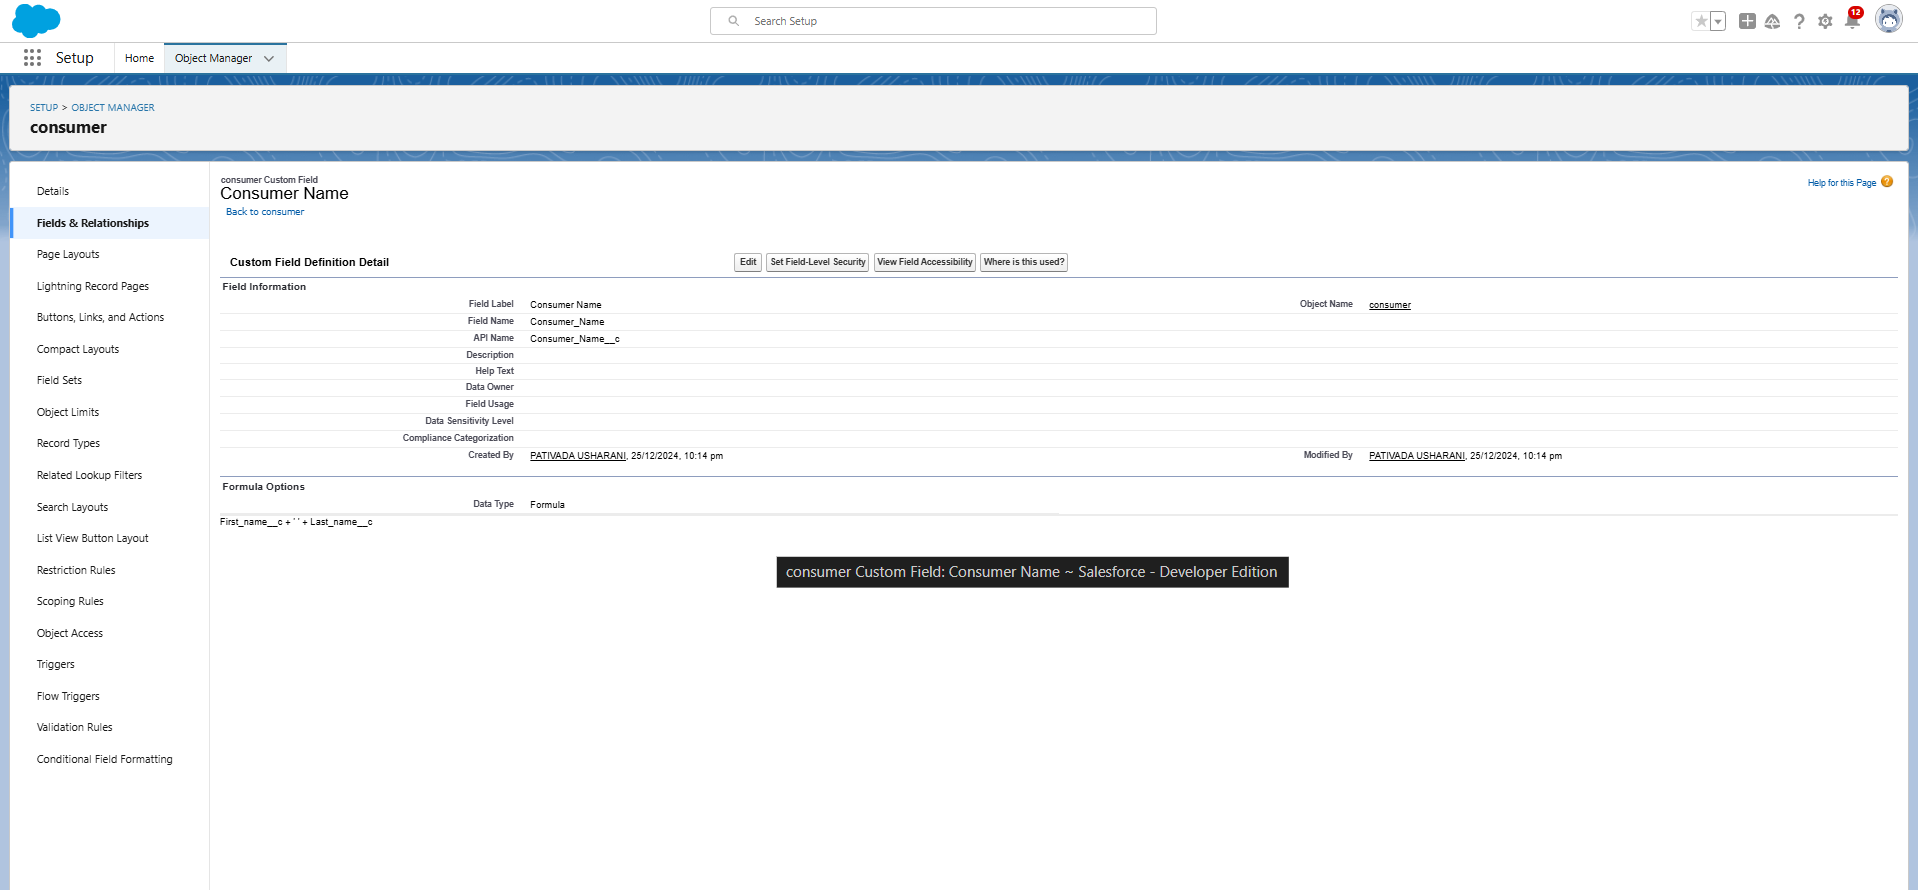 Search Setup
12
Setup
Home
Object Manager
SETUP > OBJECT MANAGER
consumer
Details
Fields & Relationships
Page Layouts
Lightning Record Pages
Buttons, Links, and Actions
Compact Layouts
Field Sets
Object Limits
Record Types
Related Lookup Filters
Search Layouts
List View Button Layout
Restriction Rules
Scoping Rules
Object Access
Triggers
Flow Triggers
Validation Rules
Conditional Field Formatting
consumer Custom Field
Consumer Name
Back to consumer
Help for this Page ?
Custom Field Definition Detail
Edit
Set Field-Level Security
View Field Accessibility
Where is this used?
Field Information
Field Label Consumer Name Object Name consumer
Field Name Consumer_Name
API Name Consumer_Name__c
Description
Help Text
Data Owner
Field Usage
Data Sensitivity Level
Compliance Categorization
Created By PATIVADA USHARANI, 25/12/2024, 10:14 pm Modified By PATIVADA USHARANI, 25/12/2024, 10:14 pm
Formula Options
Data Type Formula
First_name__c + ' ' + Last_name__c
consumer Custom Field: Consumer Name ~ Salesforce - Developer Edition